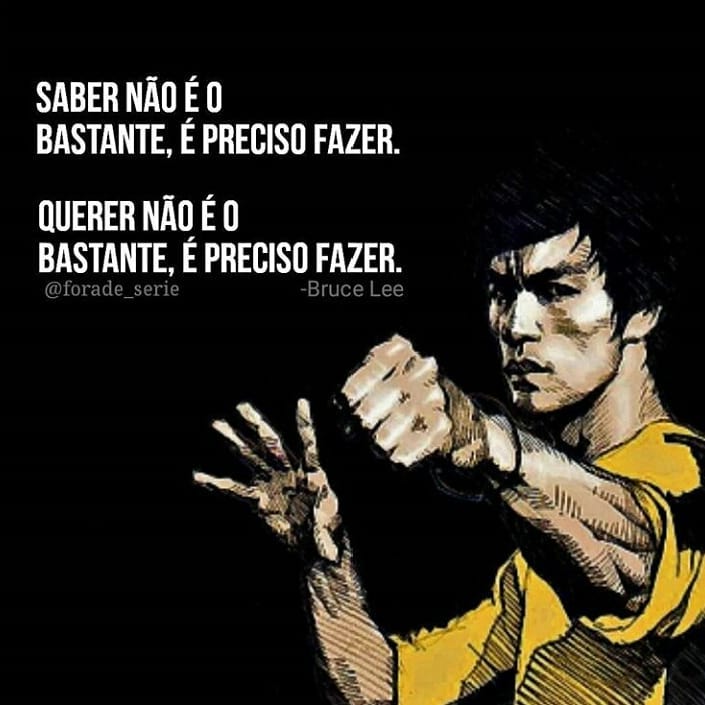 SABER NÃO É O
BASTANTE, É PRECISO FAZER.
QUERER NÃO É O
BASTANTE, É PRECISO FAZER.
@forade_serie -Bruce Lee